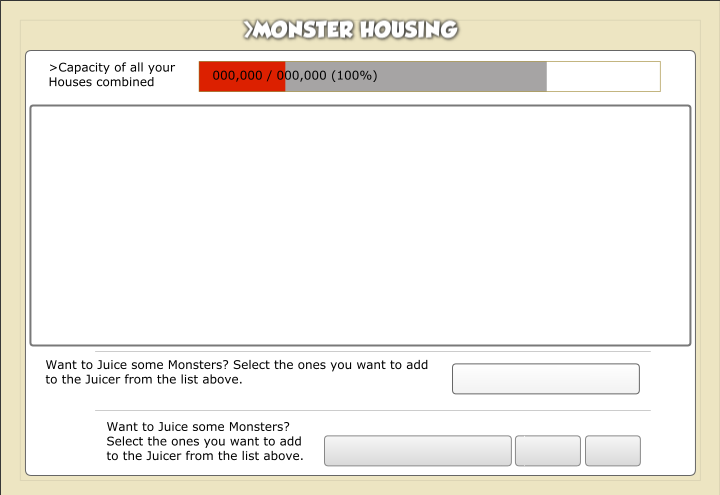 >MONSTER HOUSING
>Capacity of all your
Houses combined
000,000 / 000,000 (100%)
Want to Juice some Monsters? Select the ones you want to add
to the Juicer from the list above.
Want to Juice some Monsters?
Select the ones you want to add
to the Juicer from the list above.